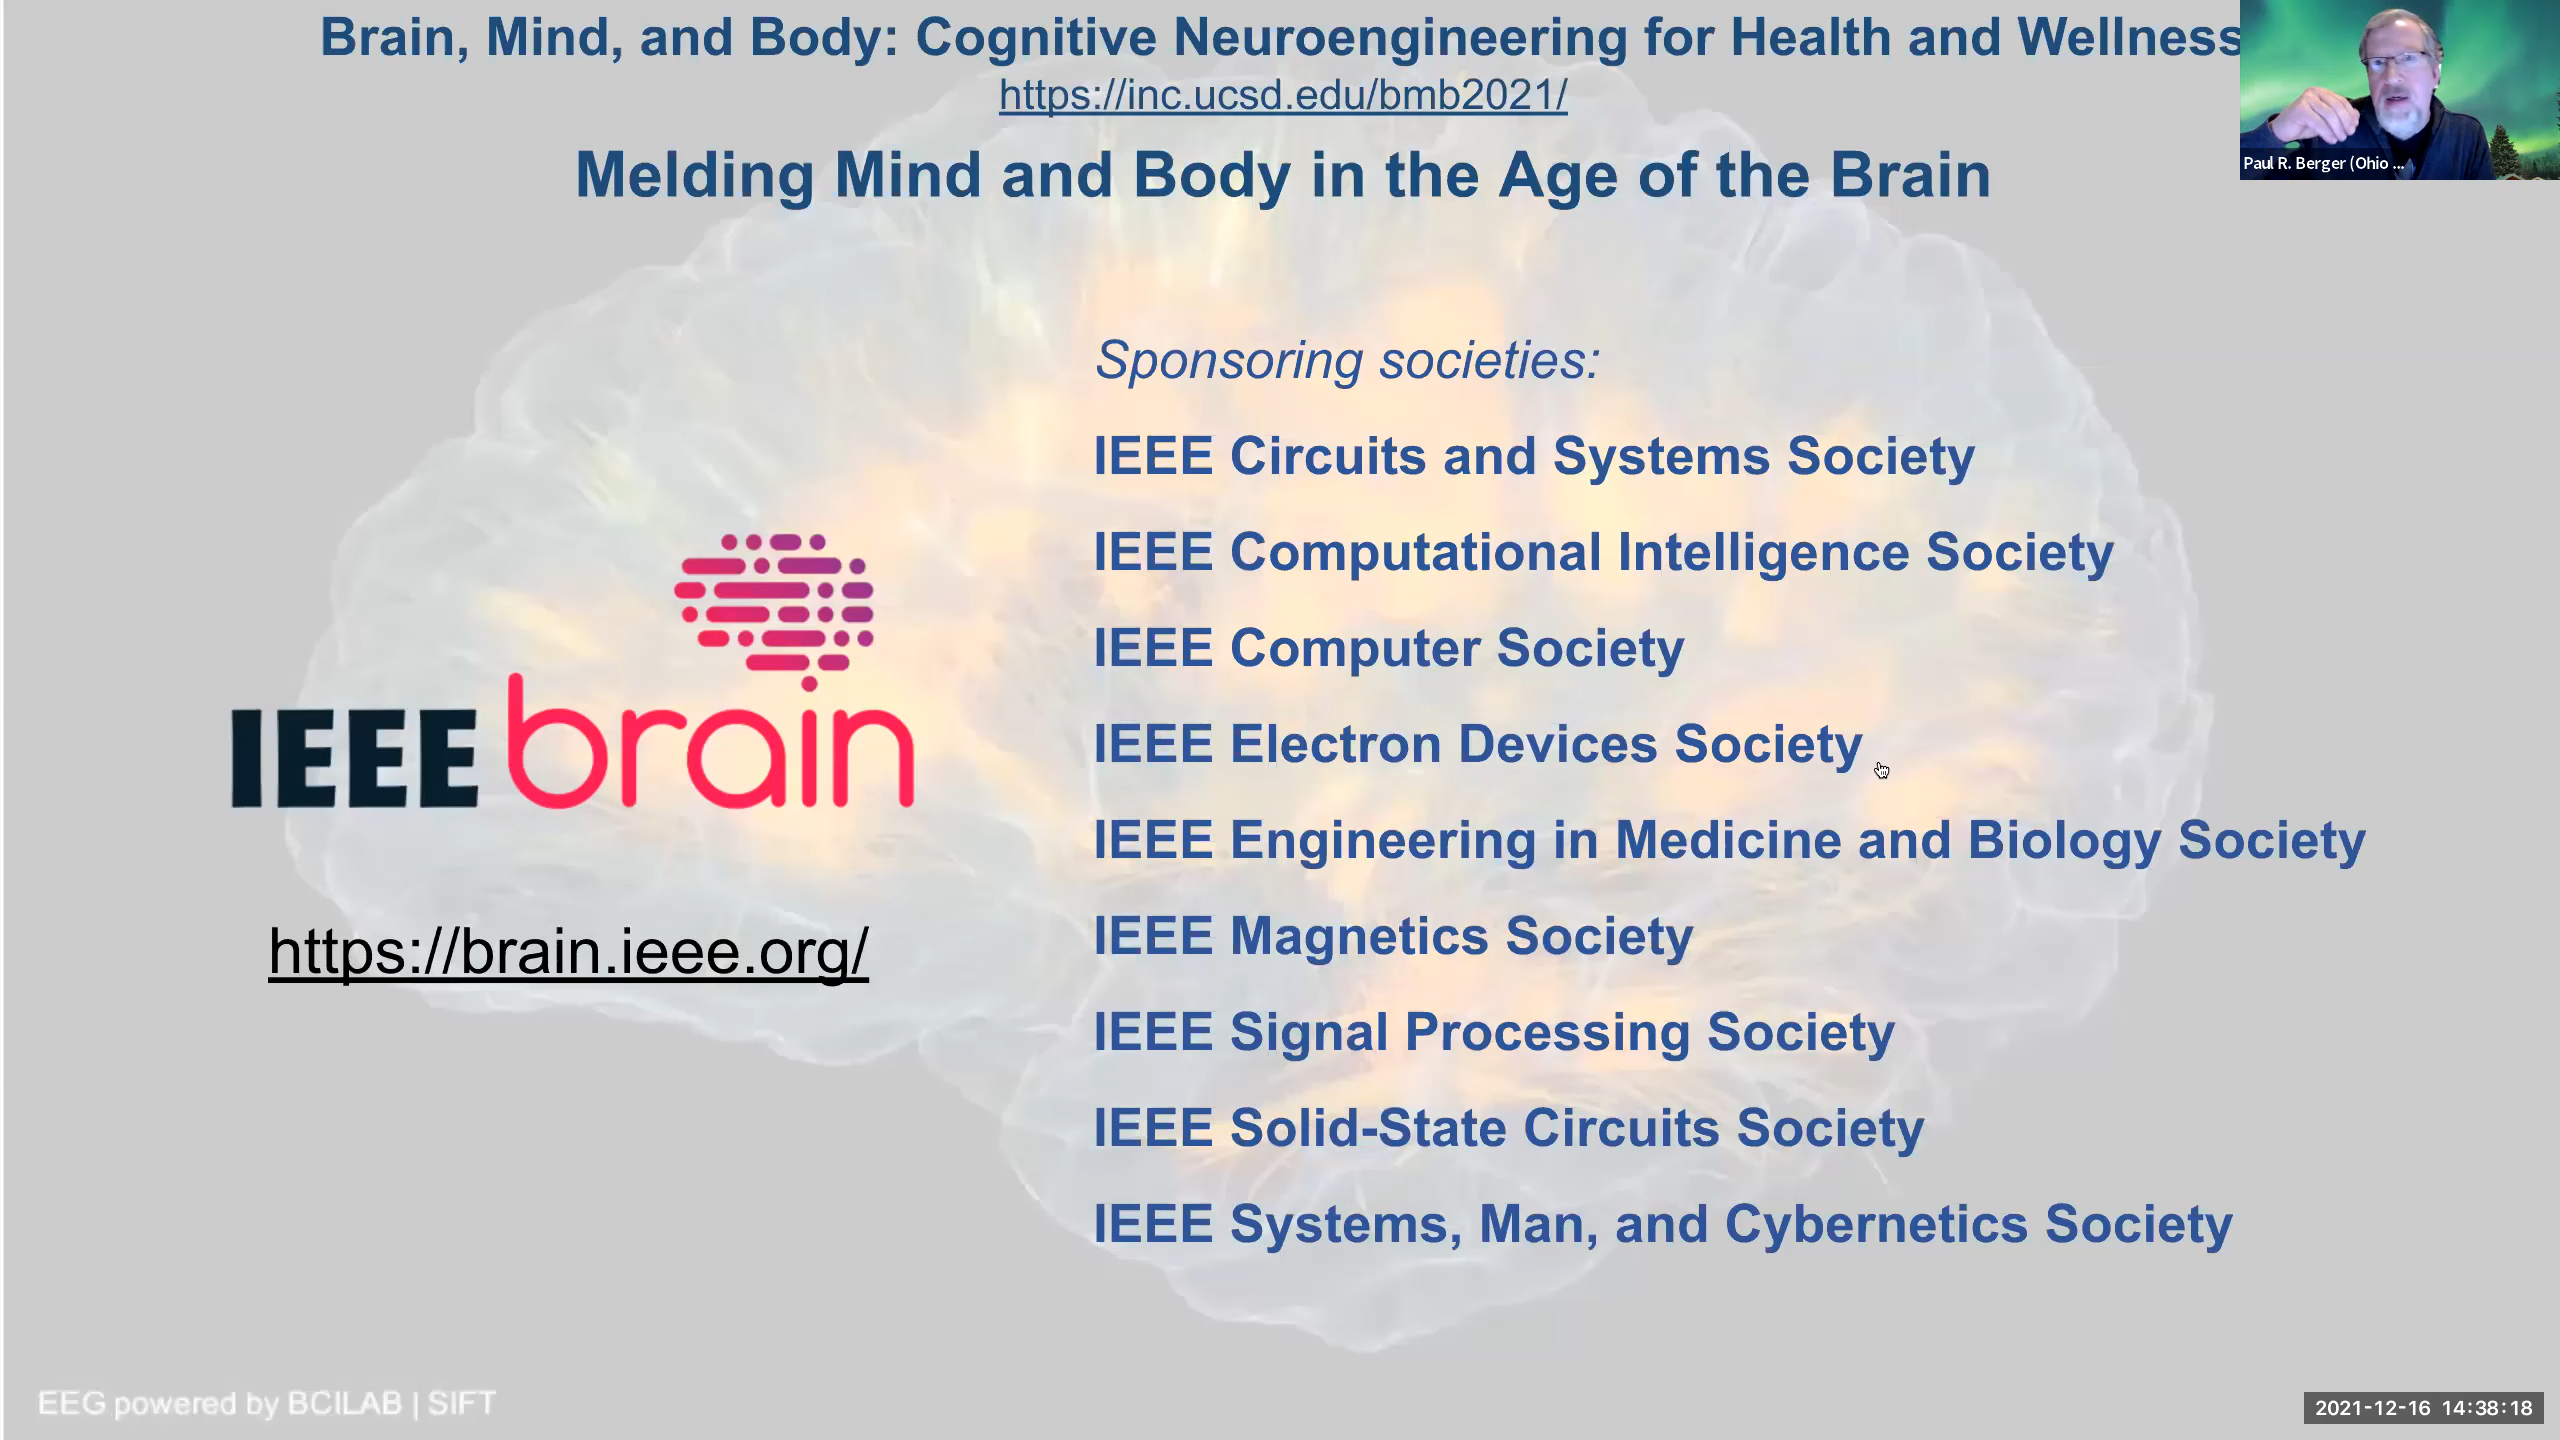 Brain, Mind, and Body: Cognitive Neuroengineering for Health and Wellness
https://inc.ucsd.edu/bmb2021/
Melding Mind and Body in the Age of the Brain
Paul R. Berger (Ohio ...
Sponsoring societies:
IEEE Circuits and Systems Society
IEEE Computational Intelligence Society
IEEE Computer Society
IEEE Electron Devices Society
IEEE Engineering in Medicine and Biology Society
IEEE Magnetics Society
IEEE Signal Processing Society
IEEE Solid-State Circuits Society
IEEE Systems, Man, and Cybernetics Society
IEEE brain
https://brain.ieee.org/
EEG powered by BCILAB | SIFT
2021-12-16 14:38:18